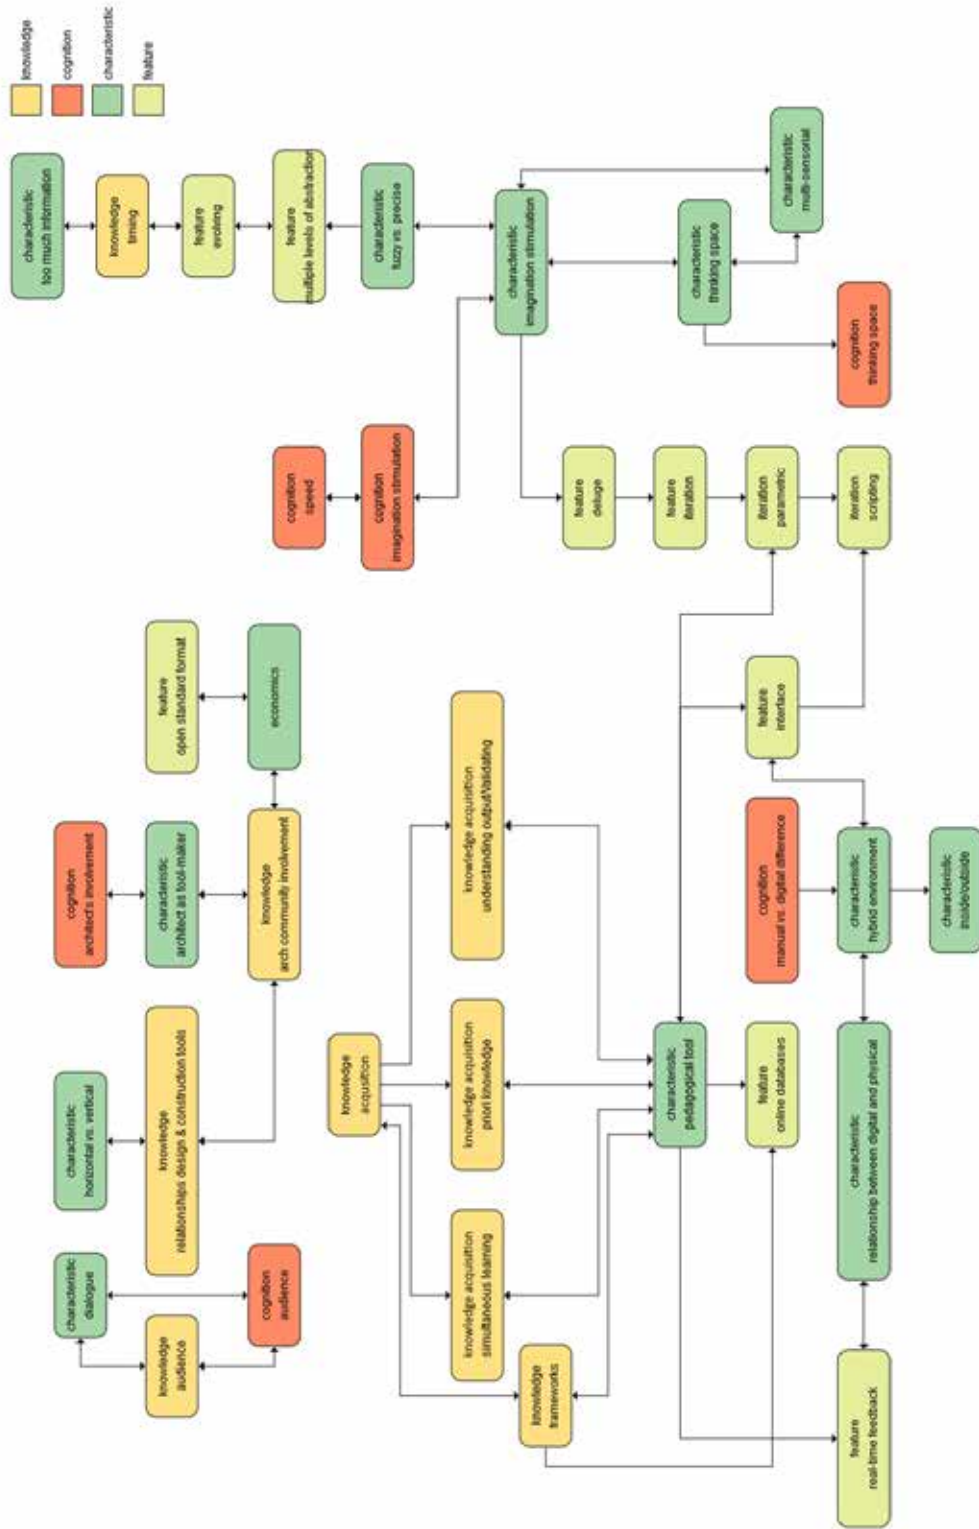 knowledge
cognition
characteristic
feature
characteristic
dialogue
knowledge
audience
cognition
audience
characteristic
horizontal vs. vertical
knowledge
relationships design & construction tools
cognition
architect's involvement
characteristic
architect as tool-maker
knowledge
arch community involvement
feature
open standard format
economics
cognition
speed
cognition
imagination stimulation
characteristic
too much information
knowledge
timing
feature
evolving
feature
multiple levels of abstraction
characteristic
fuzzy vs. precise
characteristic
imagination stimulation
characteristic
thinking space
characteristic
multi-sensorial
cognition
thinking space
knowledge
acquisition
knowledge acquisition
simultaneous learning
knowledge acquisition
priori knowledge
knowledge acquisition
understanding output/Validating
knowledge
frameworks
characteristic
pedagogical tool
feature
online databases
feature
deluge
feature
iteration
iteration
parametric
iteration
scripting
feature
interface
cognition
manual vs. digital difference
feature
real-time feedback
characteristic
relationship between digital and physical
characteristic
hybrid environment
characteristic
inside/outside